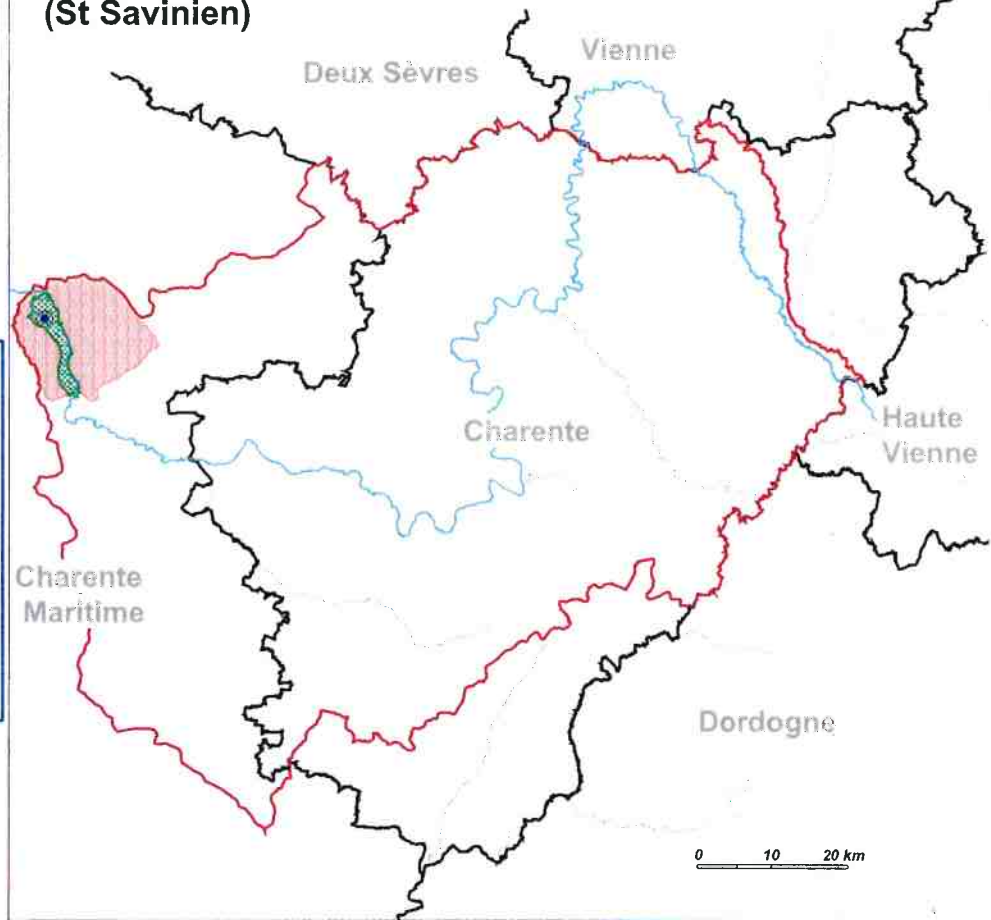 (St Savinien)
Vienne
Deux Sèvres
Charente
Haute
Vienne
Charente
Maritime
Dordogne
0 10 20 km